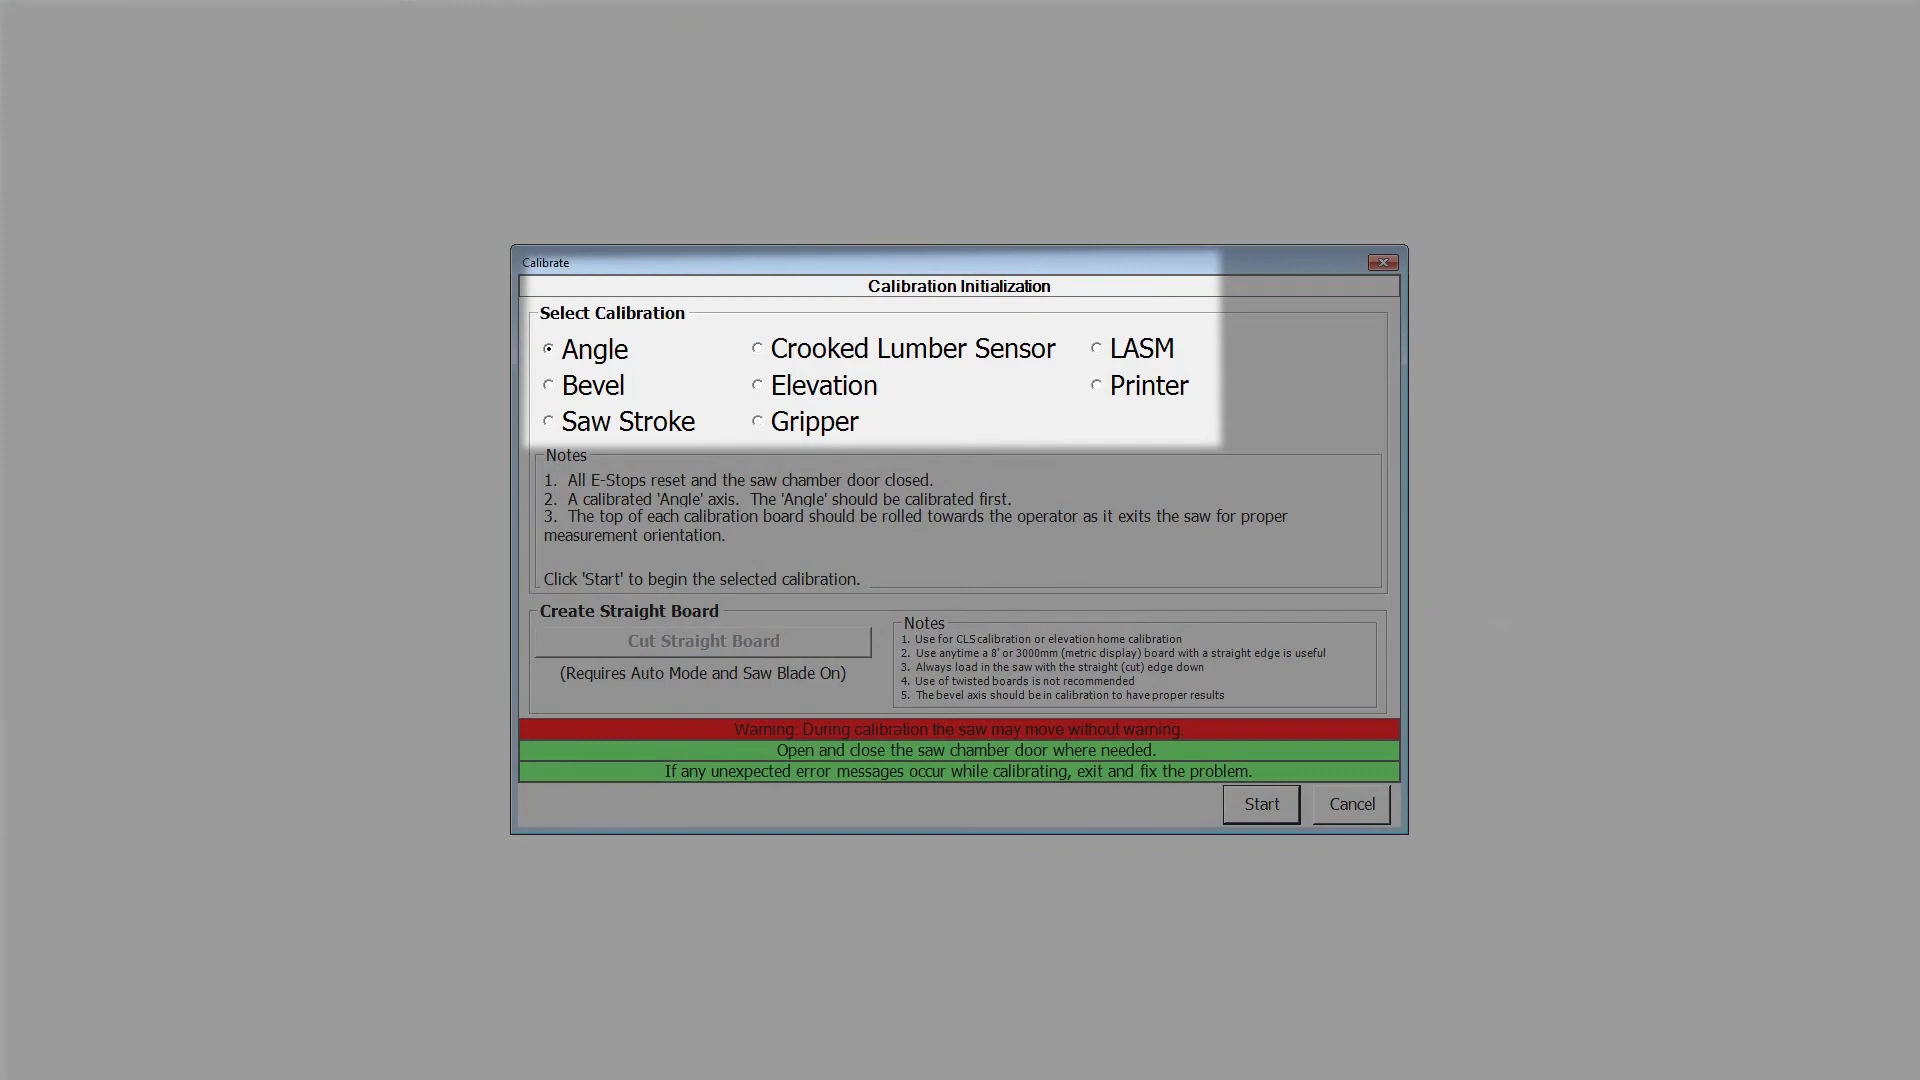 Calibrate
Calibration Initialization
Select Calibration
Angle
Crooked Lumber Sensor
LASM
Bevel
Elevation
Printer
Saw Stroke
Gripper
Notes
1. All E-Stops reset and the saw chamber door closed.
2. A calibrated 'Angle' axis. The 'Angle' should be calibrated first.
3. The top of each calibration board should be rolled towards the operator as it exits the saw for proper
measurement orientation.
Click 'Start' to begin the selected calibration.
Create Straight Board
Cut Straight Board
(Requires Auto Mode and Saw Blade On)
Notes
1. Use for CLS calibration or elevation home calibration
2. Use anytime a 8' or 3000mm (metric display) board with a straight edge is useful
3. Always load in the saw with the straight (cut) edge down
4. Use of twisted boards is not recommended
5. The bevel axis should be in calibration to have proper results
Warning: During calibration the saw may move without warning.
Open and close the saw chamber door where needed.
If any unexpected error messages occur while calibrating, exit and fix the problem.
Start
Cancel